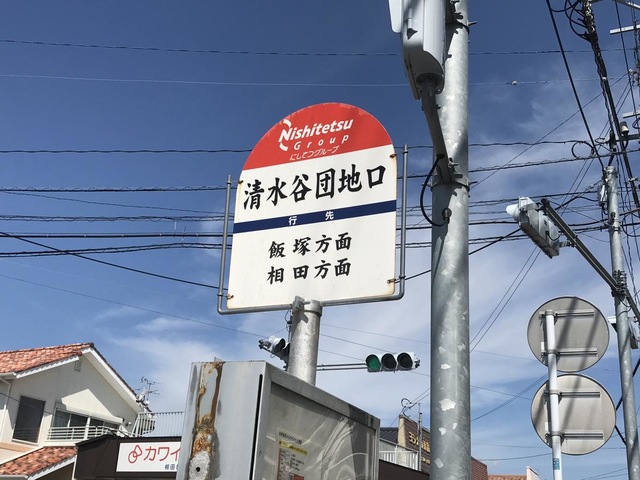 Nishitetsu
Group
にしてつグループ
清水谷団地口
行先
飯塚方面
相田方面
カワイ